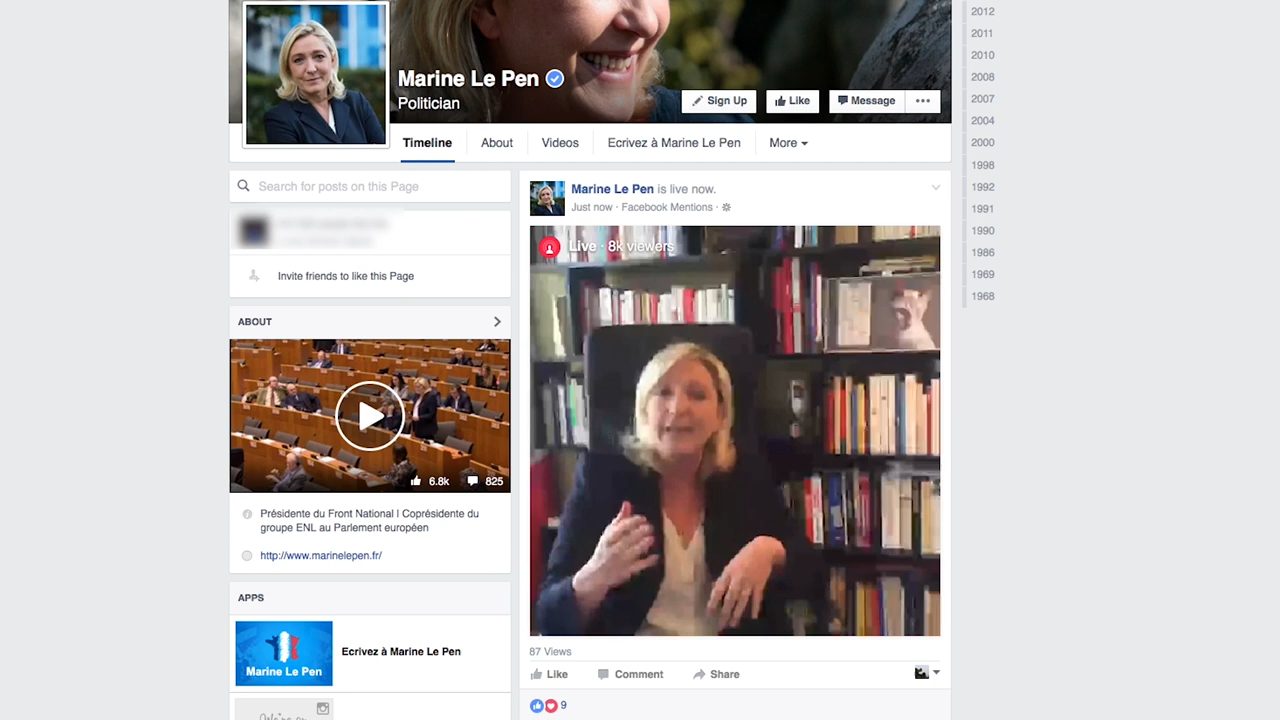 Marine Le Pen
Politician
Sign Up
Like
Message
Timeline
About
Videos
Ecrivez à Marine Le Pen
More
2012
2011
2010
2008
2007
2004
2000
1998
1992
1991
1990
1986
1969
1968
Search for posts on this Page
Invite friends to like this Page
ABOUT
6.8k 825
Présidente du Front National | Coprésidente du
groupe ENL au Parlement européen
http://www.marinelepen.fr/
APPS
Marine Le Pen
Ecrivez à Marine Le Pen
We're on
Marine Le Pen is live now.
Just now · Facebook Mentions ·
Live · 8k viewers
87 Views
Like Comment Share
9